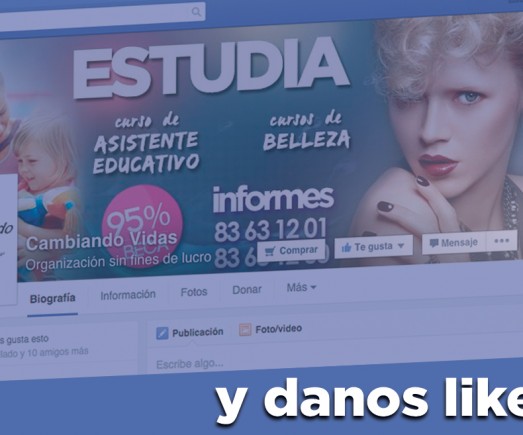 ESTUDIA
curso de
ASISTENTE
EDUCATIVO
cursos de
BELLEZA
95%
BECA
informes
83 63 12 01
Cambiando Vidas
Organización sin fines de lucro
Comprar
Te gusta
Mensaje
Biografía
Información
Fotos
Donar
Más
gusta esto
y 10 amigos más
Publicación
Foto/video
Escribe algo...
y danos like